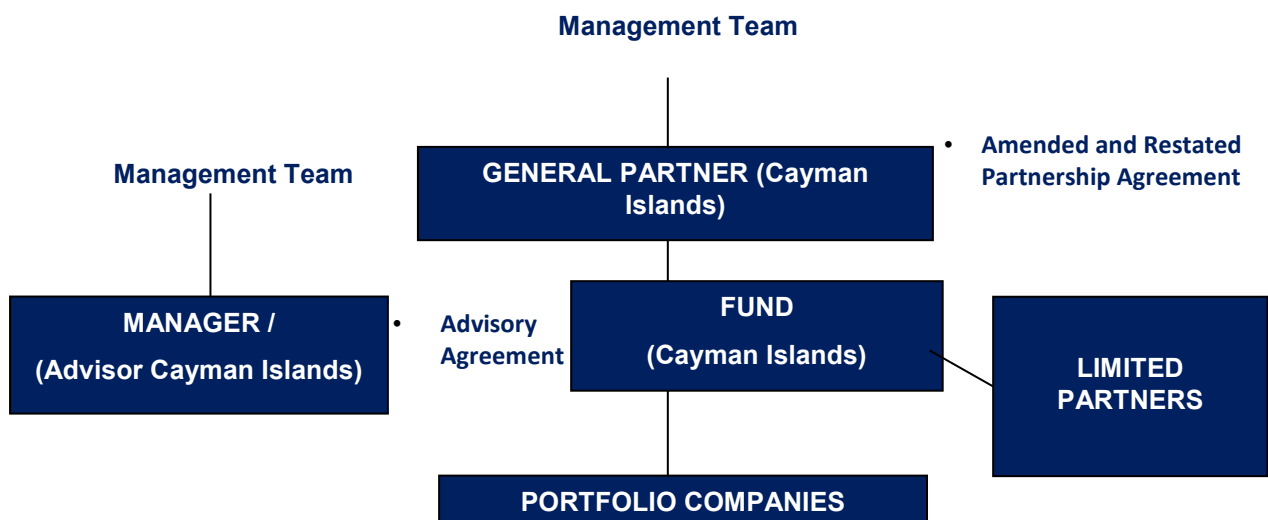 Management Team
GENERAL PARTNER (Cayman
Islands)
• Amended and Restated
Partnership Agreement
Management Team
MANAGER /
(Advisor Cayman Islands)
• Advisory
Agreement
FUND
(Cayman Islands)
LIMITED
PARTNERS
PORTFOLIO COMPANIES